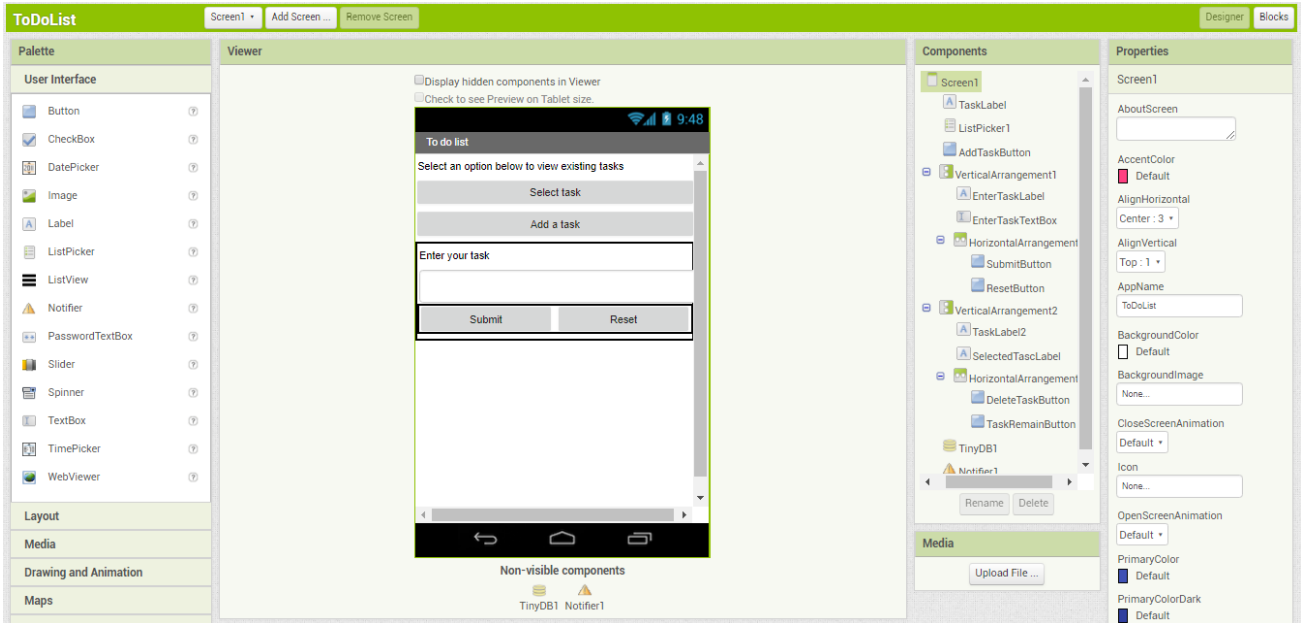 ToDoList
Screen1
Add Screen ...
Remove Screen
Designer
Blocks
Palette
User Interface
Button
CheckBox
DatePicker
Image
Label
ListPicker
ListView
Notifier
PasswordTextBox
Slider
Spinner
TextBox
TimePicker
WebViewer
Layout
Media
Drawing and Animation
Maps
Viewer
Display hidden components in Viewer
Check to see Preview on Tablet size.
9:48
To do list
Select an option below to view existing tasks
Select task
Add a task
Enter your task
Submit
Reset
Non-visible components
TinyDB1
Notifier1
Components
Screen1
TaskLabel
ListPicker1
AddTaskButton
VerticalArrangement1
EnterTaskLabel
EnterTaskTextBox
HorizontalArrangement
SubmitButton
ResetButton
VerticalArrangement2
TaskLabel2
SelectedTascLabel
HorizontalArrangement
DeleteTaskButton
TaskRemainButton
TinyDB1
Notifier1
Rename
Delete
Media
Upload File ...
Properties
Screen1
AboutScreen
AccentColor
Default
AlignHorizontal
Center : 3
AlignVertical
Top : 1
AppName
ToDoList
BackgroundColor
Default
BackgroundImage
None...
CloseScreenAnimation
Default
Icon
None...
OpenScreenAnimation
Default
PrimaryColor
Default
PrimaryColorDark
Default